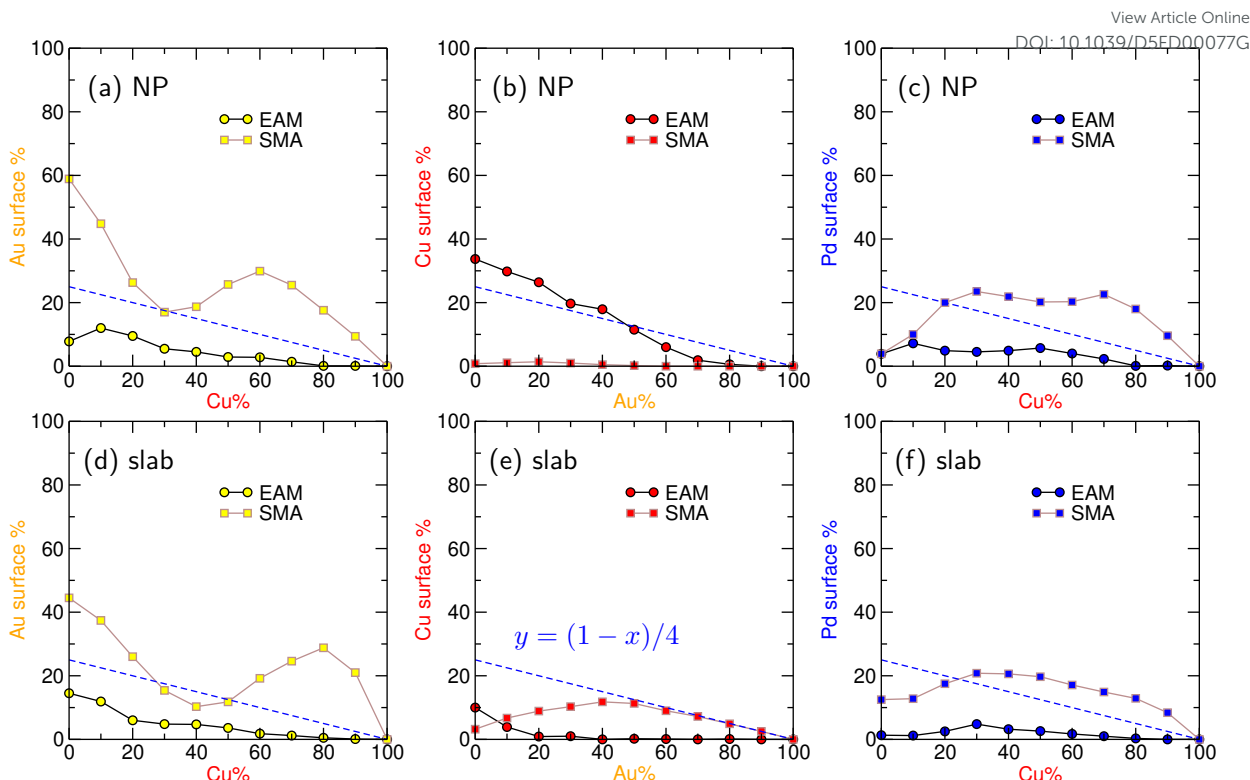 View Article Online
DOI: 10.1039/D5FD00077G
(a) NP
EAM
SMA
Au surface %
100
80
60
40
20
0
0 20 40 60 80 100
Cu%
(b) NP
EAM
SMA
Cu surface %
100
80
60
40
20
0
0 20 40 60 80 100
Au%
(c) NP
EAM
SMA
Pd surface %
100
80
60
40
20
0
0 20 40 60 80 100
Cu%
(d) slab
EAM
SMA
Au surface %
100
80
60
40
20
0
0 20 40 60 80 100
Cu%
(e) slab
EAM
SMA
y = (1 − x)/4
Cu surface %
100
80
60
40
20
0
0 20 40 60 80 100
Au%
(f) slab
EAM
SMA
Pd surface %
100
80
60
40
20
0
0 20 40 60 80 100
Cu%